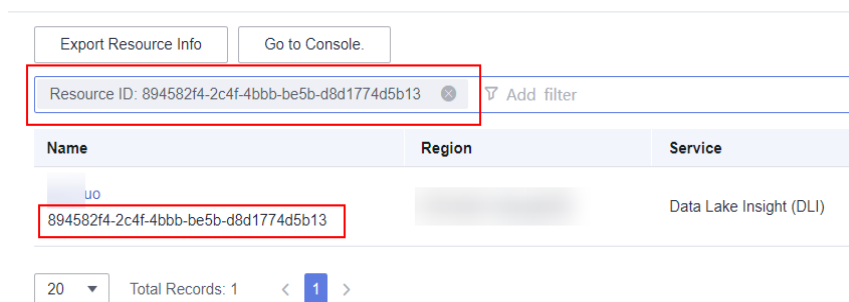 Export Resource Info Go to Console.
Resource ID: 894582f4-2c4f-4bbb-be5b-d8d1774d5b13 Add filter
Name Region Service
uo
894582f4-2c4f-4bbb-be5b-d8d1774d5b13 Data Lake Insight (DLI)
20 Total Records: 1 < 1 >